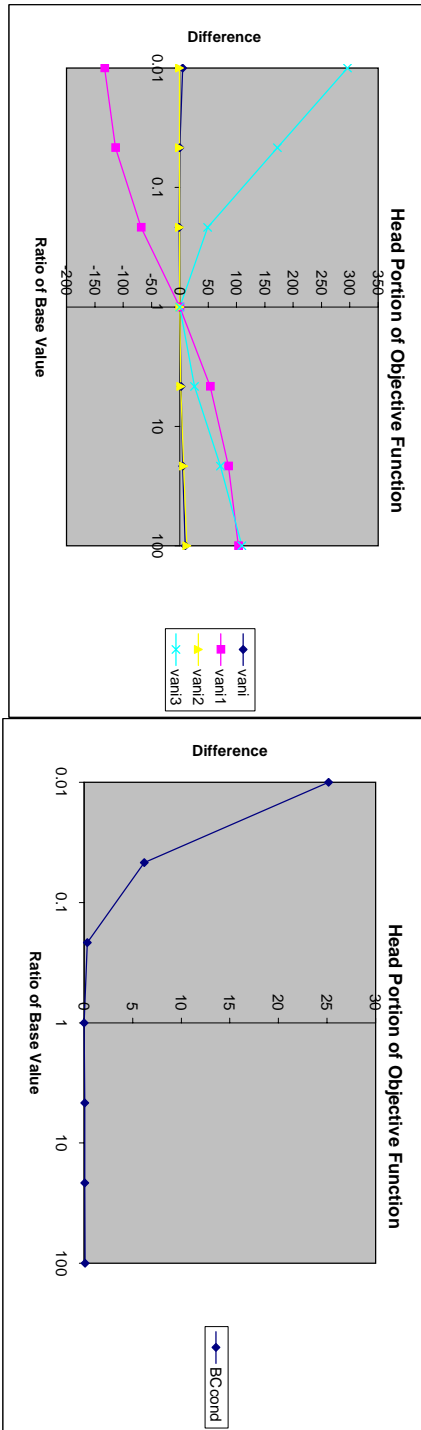 Head Portion of Objective Function
350
300
250
200
150
100
50
0
-50
-100
-150
-200
0.01
0.1
1
10
100
Difference
Ratio of Base Value
vani
vani1
vani2
vani3
Head Portion of Objective Function
30
25
20
15
10
5
0
0.01
0.1
1
10
100
Difference
Ratio of Base Value
BCcond